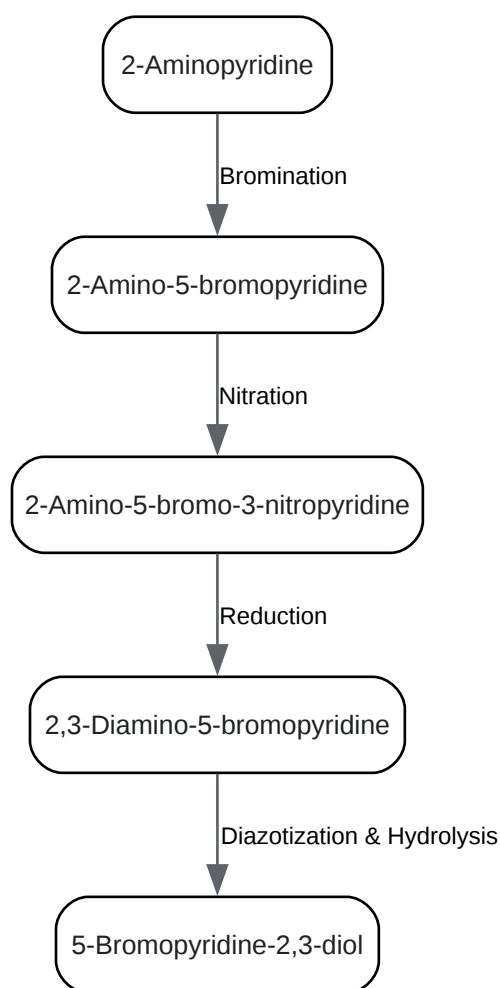 2-Aminopyridine
Bromination
2-Amino-5-bromopyridine
Nitration
2-Amino-5-bromo-3-nitropyridine
Reduction
2,3-Diamino-5-bromopyridine
Diazotization & Hydrolysis
5-Bromopyridine-2,3-diol